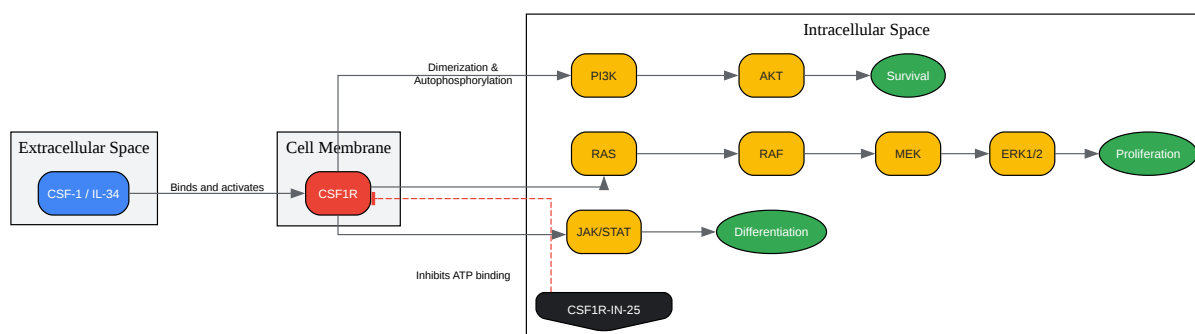 Intracellular Space
Dimerization &
Autophosphorylation
PI3K
AKT
Survival
Extracellular Space
Cell Membrane
RAS
RAF
MEK
ERK1/2
Proliferation
CSF-1 / IL-34
Binds and activates
CSF1R
JAK/STAT
Differentiation
Inhibits ATP binding
CSF1R-IN-25